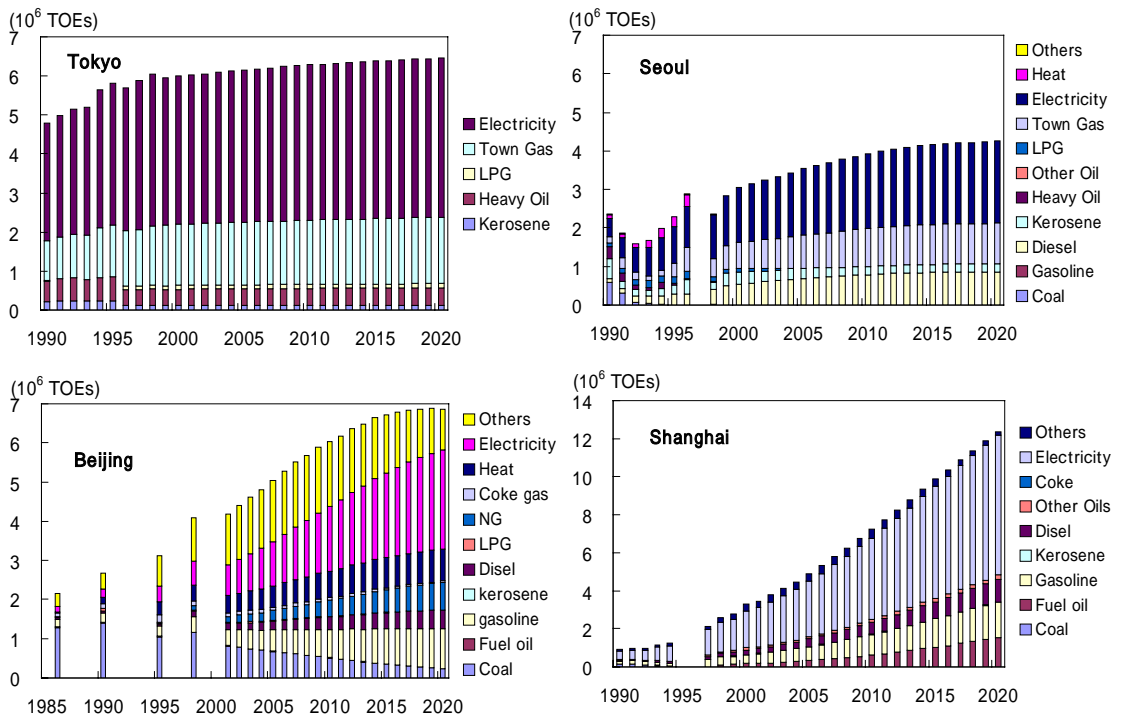 (10⁶ TOEs)
7
6
5
4
3
2
1
0
Tokyo
1990 1995 2000 2005 2010 2015 2020
Electricity
Town Gas
LPG
Heavy Oil
Kerosene
(10⁶ TOEs)
7
6
5
4
3
2
1
0
Seoul
1990 1995 2000 2005 2010 2015 2020
Others
Heat
Electricity
Town Gas
LPG
Other Oil
Heavy Oil
Kerosene
Diesel
Gasoline
Coal
(10⁶ TOEs)
7
6
5
4
3
2
1
0
Beijing
1985 1990 1995 2000 2005 2010 2015 2020
Others
Electricity
Heat
Coke gas
NG
LPG
Disel
kerosene
gasoline
Fuel oil
Coal
(10⁶ TOEs)
14
12
10
8
6
4
2
0
Shanghai
1990 1995 2000 2005 2010 2015 2020
Others
Electricity
Coke
Other Oils
Disel
Kerosene
Gasoline
Fuel oil
Coal